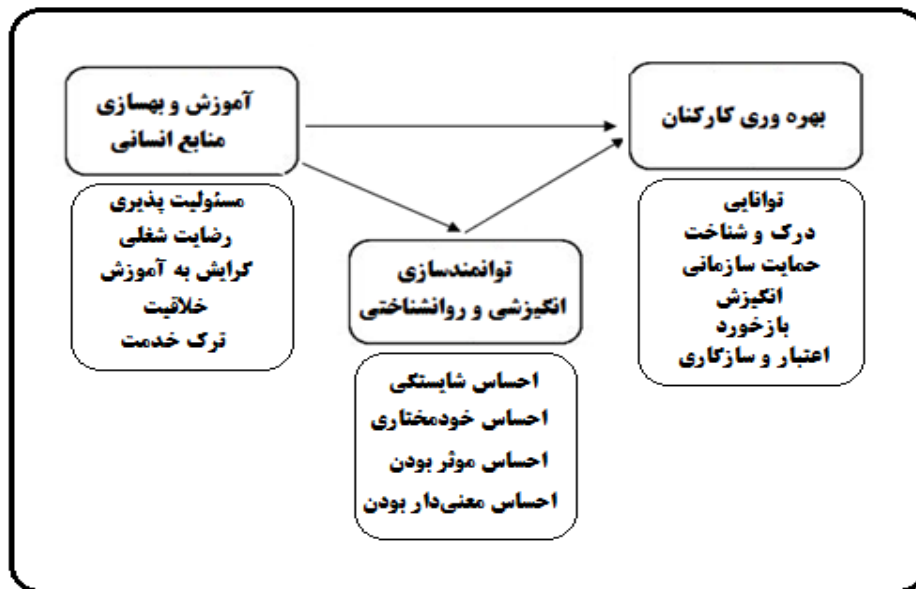 آموزش و بهسازی
منابع انسانی
مسئولیت پذیری
رضایت شغلی
گرایش به آموزش
خلاقیت
ترک خدمت
توانمندسازی
انگیزشی و روانشناختی
احساس شایستگی
احساس خودمختاری
احساس موثر بودن
احساس معنی‌دار بودن
بهره وری کارکنان
توانایی
درک و شناخت
حمایت سازمانی
انگیزش
بازخورد
اعتبار و سازگاری